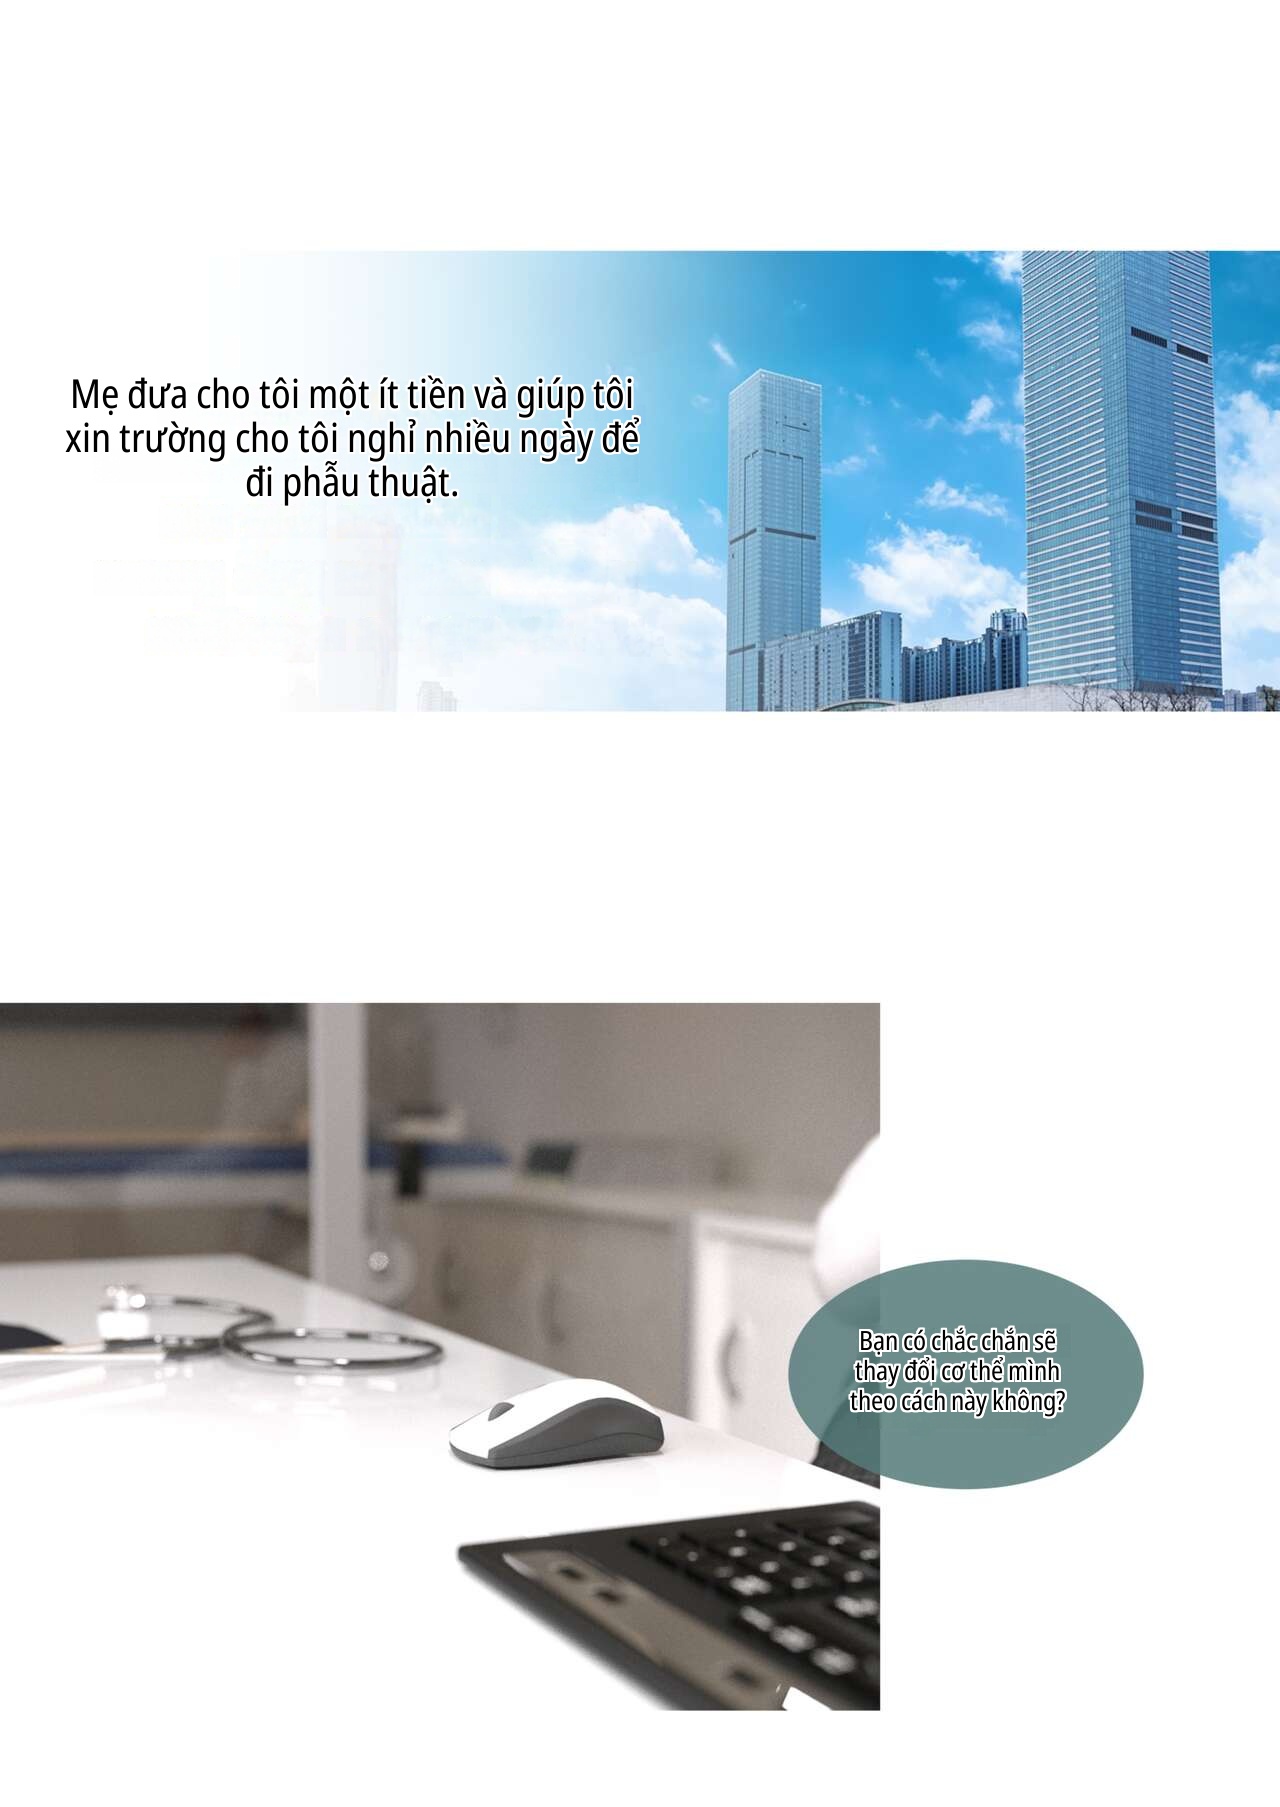 Mẹ đưa cho tôi một ít tiền và giúp tôi
xin trường cho tôi nghỉ nhiều ngày để
đi phẫu thuật.
Bạn có chắc chắn sẽ
thay đổi cơ thể mình
theo cách này không?